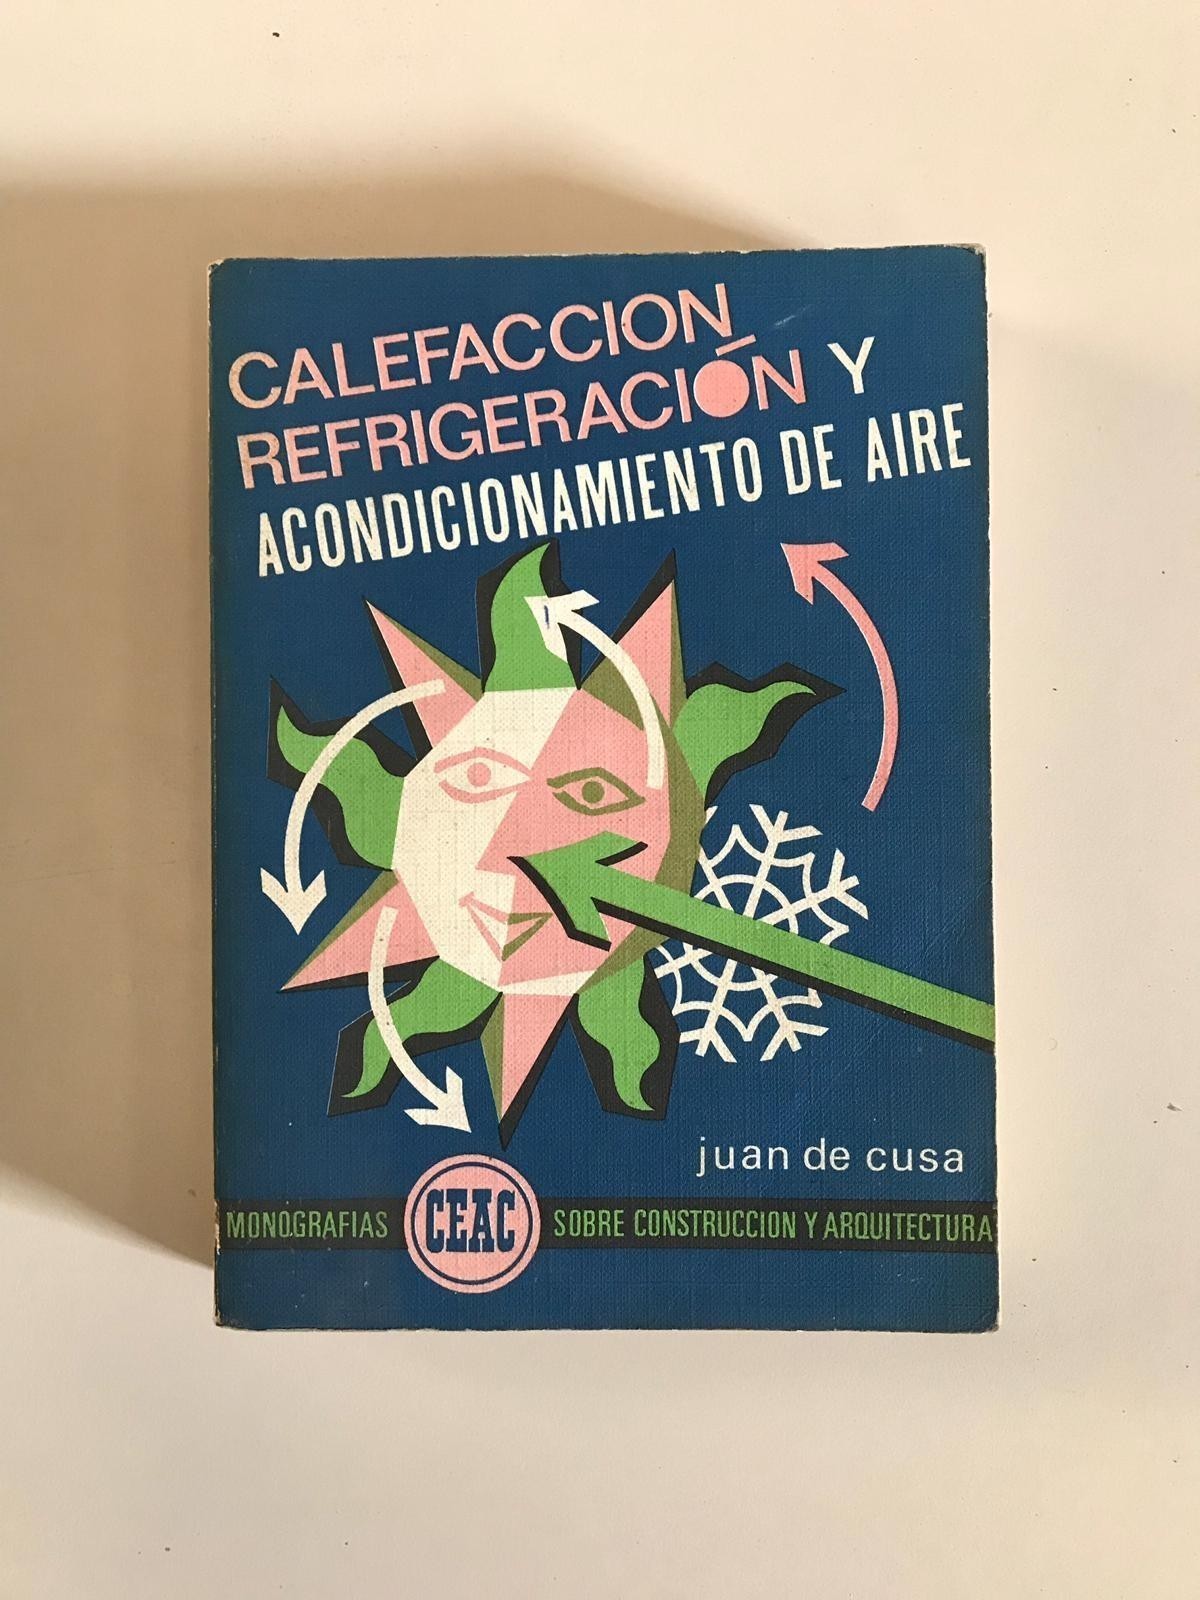 CALEFACCION,
REFRIGERACIÓN Y
ACONDICIONAMIENTO DE AIRE
juan de cusa
MONOGRAFIAS CEAC SOBRE CONSTRUCCION Y ARQUITECTURA